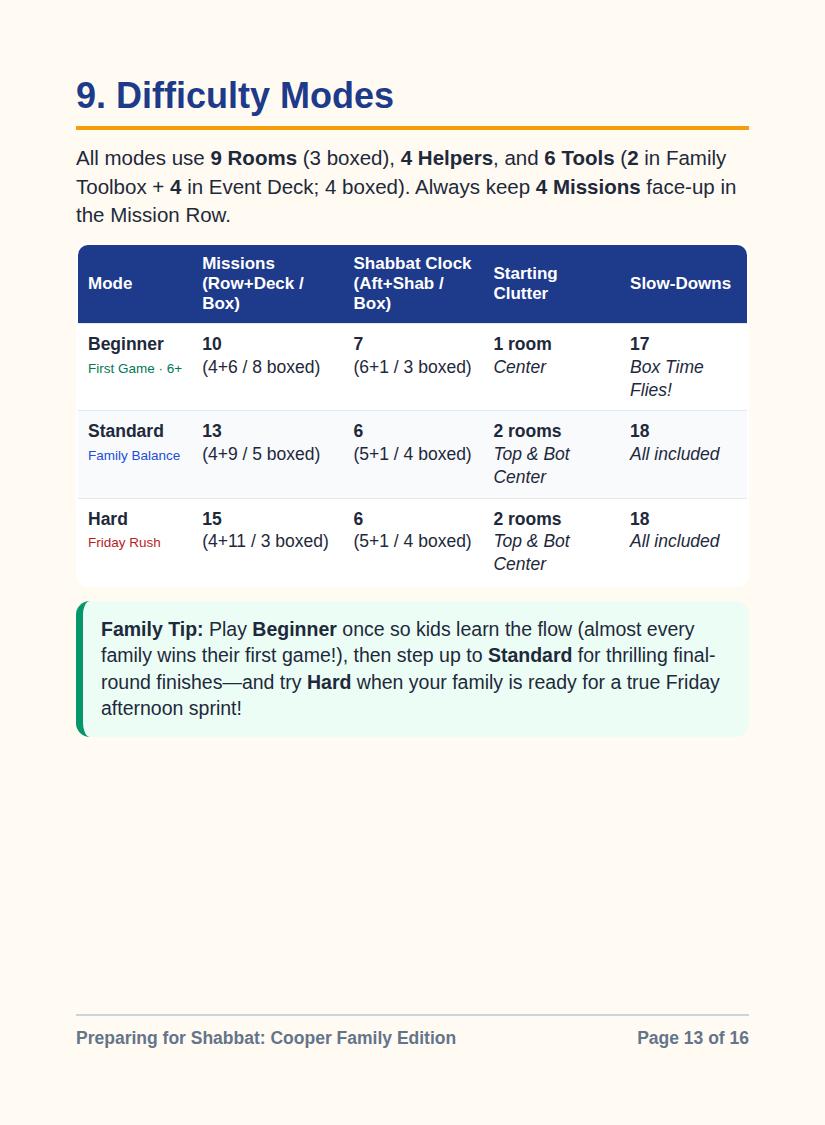 9. Difficulty Modes
All modes use 9 Rooms (3 boxed), 4 Helpers, and 6 Tools (2 in Family
Toolbox + 4 in Event Deck; 4 boxed). Always keep 4 Missions face-up in
the Mission Row.
Mode
Missions
(Row+Deck /
Box)
Shabbat Clock
(Aft+Shab /
Box)
Starting
Clutter
Slow-Downs
Beginner
First Game · 6+
10
(4+6 / 8 boxed)
7
(6+1 / 3 boxed)
1 room
Center
17
Box Time
Flies!
Standard
Family Balance
13
(4+9 / 5 boxed)
6
(5+1 / 4 boxed)
2 rooms
Top & Bot
Center
18
All included
Hard
Friday Rush
15
(4+11 / 3 boxed)
6
(5+1 / 4 boxed)
2 rooms
Top & Bot
Center
18
All included
Family Tip: Play Beginner once so kids learn the flow (almost every
family wins their first game!), then step up to Standard for thrilling final-
round finishes—and try Hard when your family is ready for a true Friday
afternoon sprint!
Preparing for Shabbat: Cooper Family Edition
Page 13 of 16